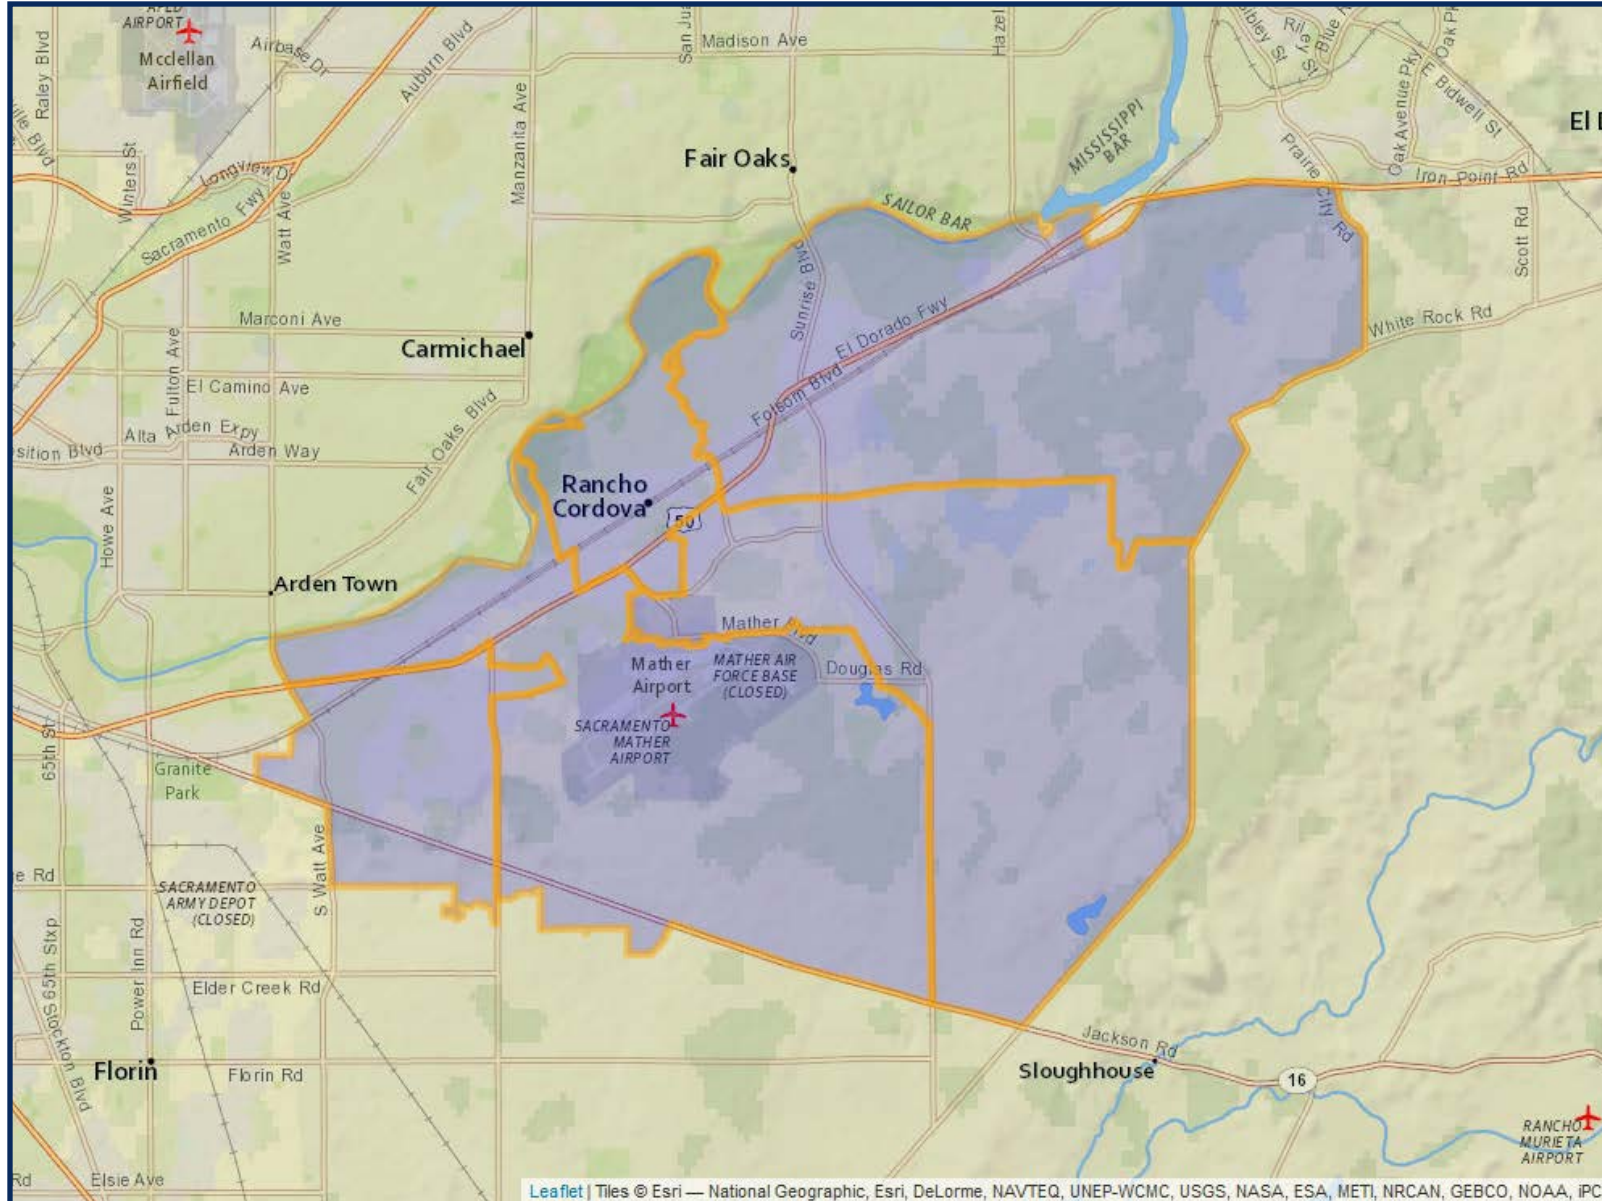 AIRPORT
Mcclellan
Airfield
Raley Blvd
Airbase Dr
Auburn Blvd
Winters St
Longview Dr
Sacramento Fwy
Watt Ave
Manzanita Ave
Madison Ave
Hazel
Fair Oaks
MISSISSIPPI
BAR
SAILOR BAR
Riley St
Oak Avenue Pky
E Bidwell St
Prairie City Rd
Iron Point Rd
Scott Rd
White Rock Rd
Marconi Ave
Fulton Ave
Carmichael
El Camino Ave
Alta Arden Expy
Arden Way
Fair Oaks Blvd
Howe Ave
Sunrise Blvd
El Dorado Fwy
Folsom Blvd
Rancho
Cordova
50
Arden Town
Mather Blvd
Mather
Airport
MATHER AIR
FORCE BASE
(CLOSED)
Douglas Rd
SACRAMENTO
MATHER
AIRPORT
65th St
Granite
Park
S Watt Ave
SACRAMENTO
ARMY DEPOT
(CLOSED)
65th Stxp
Stockton Blvd
Power Inn Rd
Elder Creek Rd
Florin
Florin Rd
Elsie Ave
Jackson Rd
Sloughhouse
16
RANCHO
MURIETA
AIRPORT
Leaflet | Tiles © Esri — National Geographic, Esri, DeLorme, NAVTEQ, UNEP-WCMC, USGS, NASA, ESA, METI, NRCAN, GEBCO, NOAA, iPC